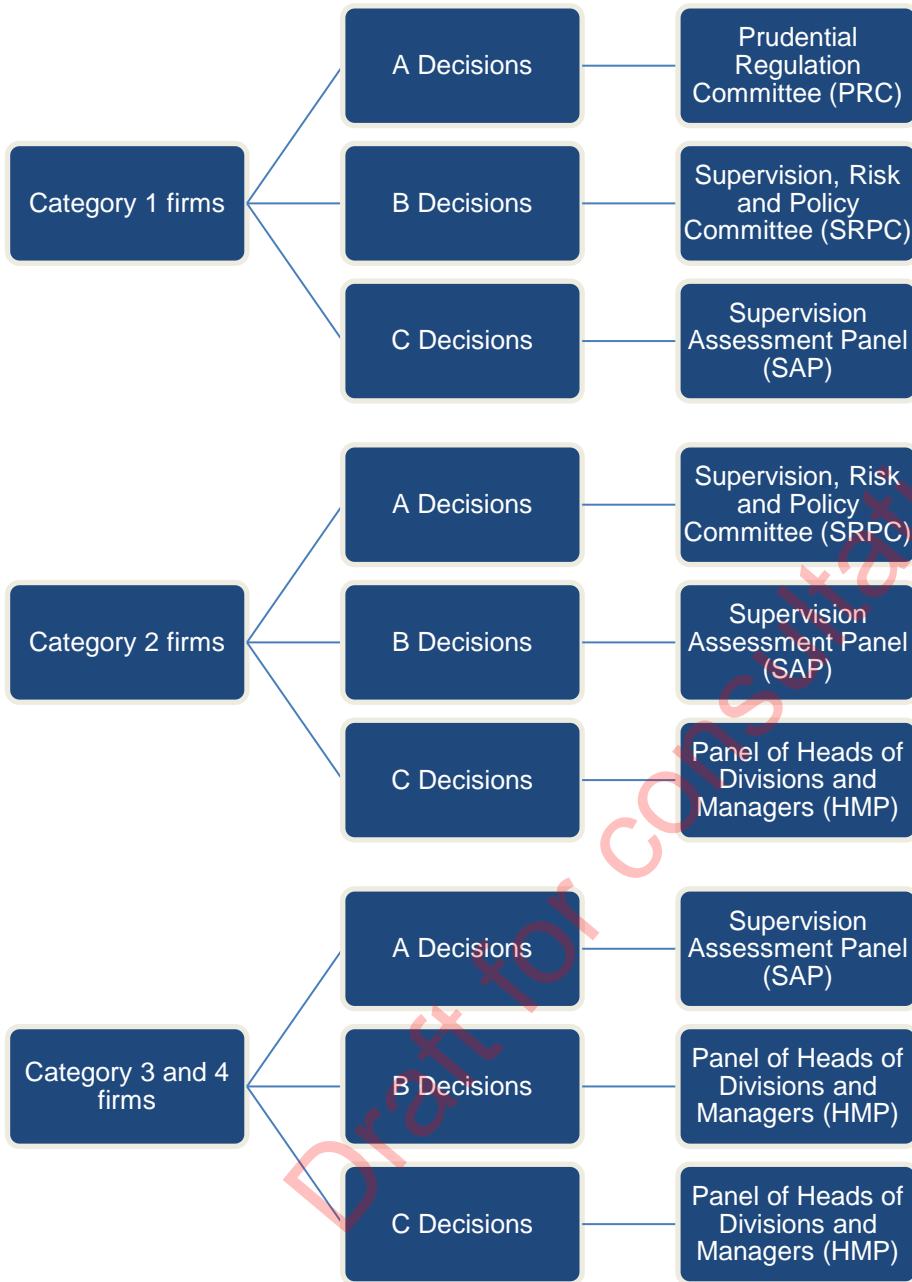 A Decisions
Prudential
Regulation
Committee (PRC)
Category 1 firms
B Decisions
Supervision, Risk
and Policy
Committee (SRPC)
C Decisions
Supervision
Assessment Panel
(SAP)
A Decisions
Supervision, Risk
and Policy
Committee (SRPC)
Category 2 firms
B Decisions
Supervision
Assessment Panel
(SAP)
C Decisions
Panel of Heads of
Divisions and
Managers (HMP)
A Decisions
Supervision
Assessment Panel
(SAP)
Category 3 and 4
firms
B Decisions
Panel of Heads of
Divisions and
Managers (HMP)
C Decisions
Panel of Heads of
Divisions and
Managers (HMP)
Draft for consultati